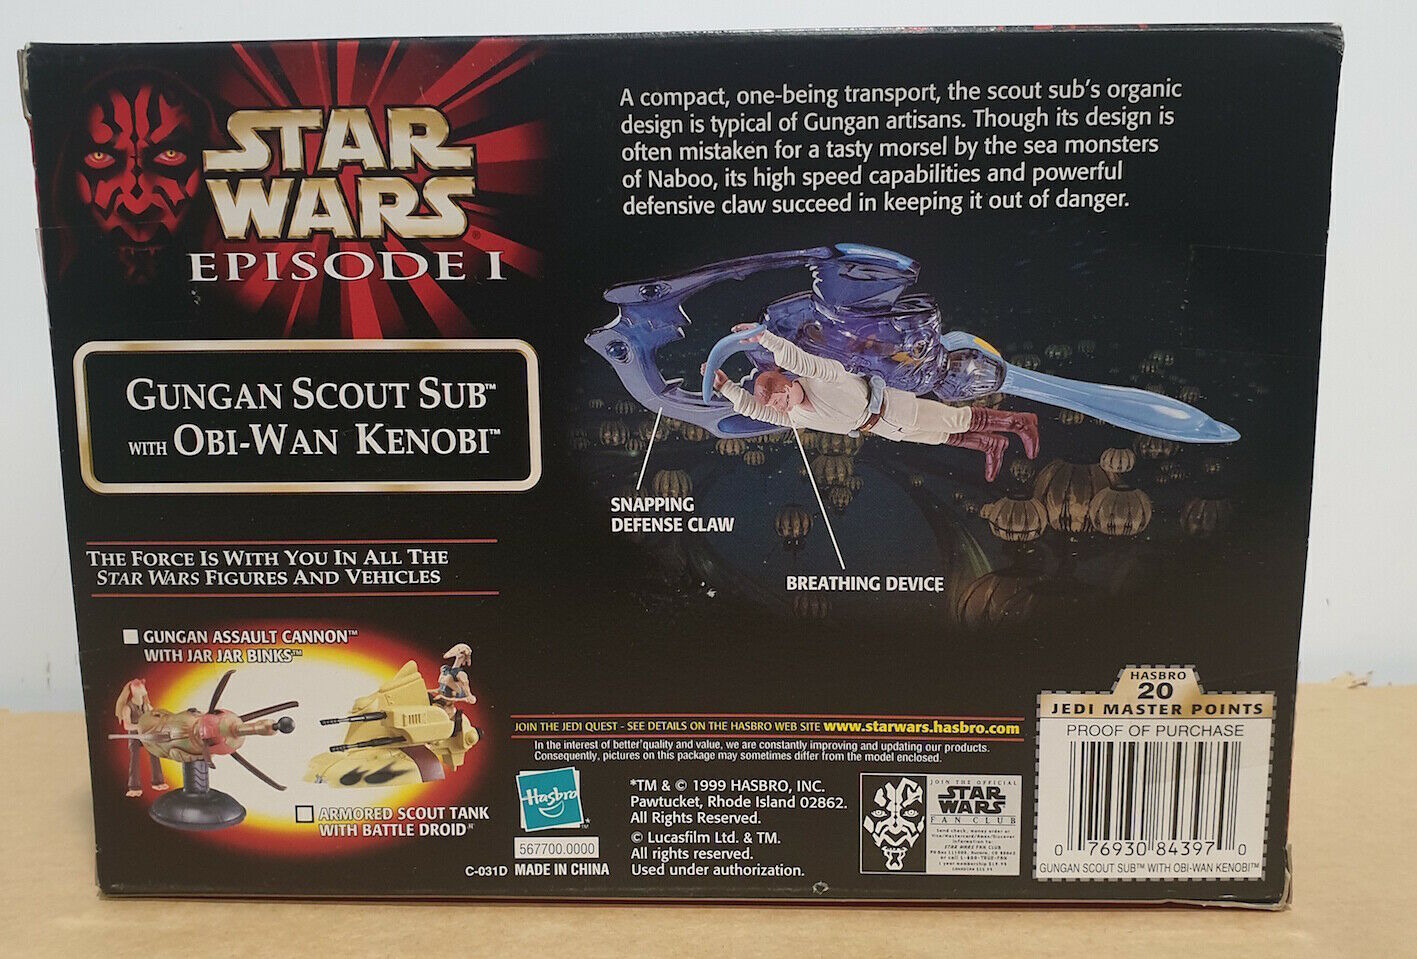 STAR
WARS
EPISODE I
GUNGAN SCOUT SUB™
WITH OBI-WAN KENOBI™
THE FORCE IS WITH YOU IN ALL THE
STAR WARS FIGURES AND VEHICLES
GUNGAN ASSAULT CANNON™
WITH JAR JAR BINKS™
ARMORED SCOUT TANK
WITH BATTLE DROID™
A compact, one-being transport, the scout sub's organic
design is typical of Gungan artisans. Though its design is
often mistaken for a tasty morsel by the sea monsters
of Naboo, its high speed capabilities and powerful
defensive claw succeed in keeping it out of danger.
SNAPPING
DEFENSE CLAW
BREATHING DEVICE
JOIN THE JEDI QUEST - SEE DETAILS ON THE HASBRO WEB SITE www.starwars.hasbro.com
In the interest of better quality and value, we are constantly improving and updating our products.
Consequently, pictures on this package may sometimes differ from the model enclosed.
Hasbro
567700.0000
C-031D MADE IN CHINA
*TM & © 1999 HASBRO, INC.
Pawtucket, Rhode Island 02862.
All Rights Reserved.
© Lucasfilm Ltd. & TM.
All rights reserved.
Used under authorization.
JOIN THE OFFICIAL
STAR
WARS
FAN CLUB
HASBRO
20
JEDI MASTER POINTS
PROOF OF PURCHASE
0 76930 84397 0
GUNGAN SCOUT SUB™ WITH OBI-WAN KENOBI™